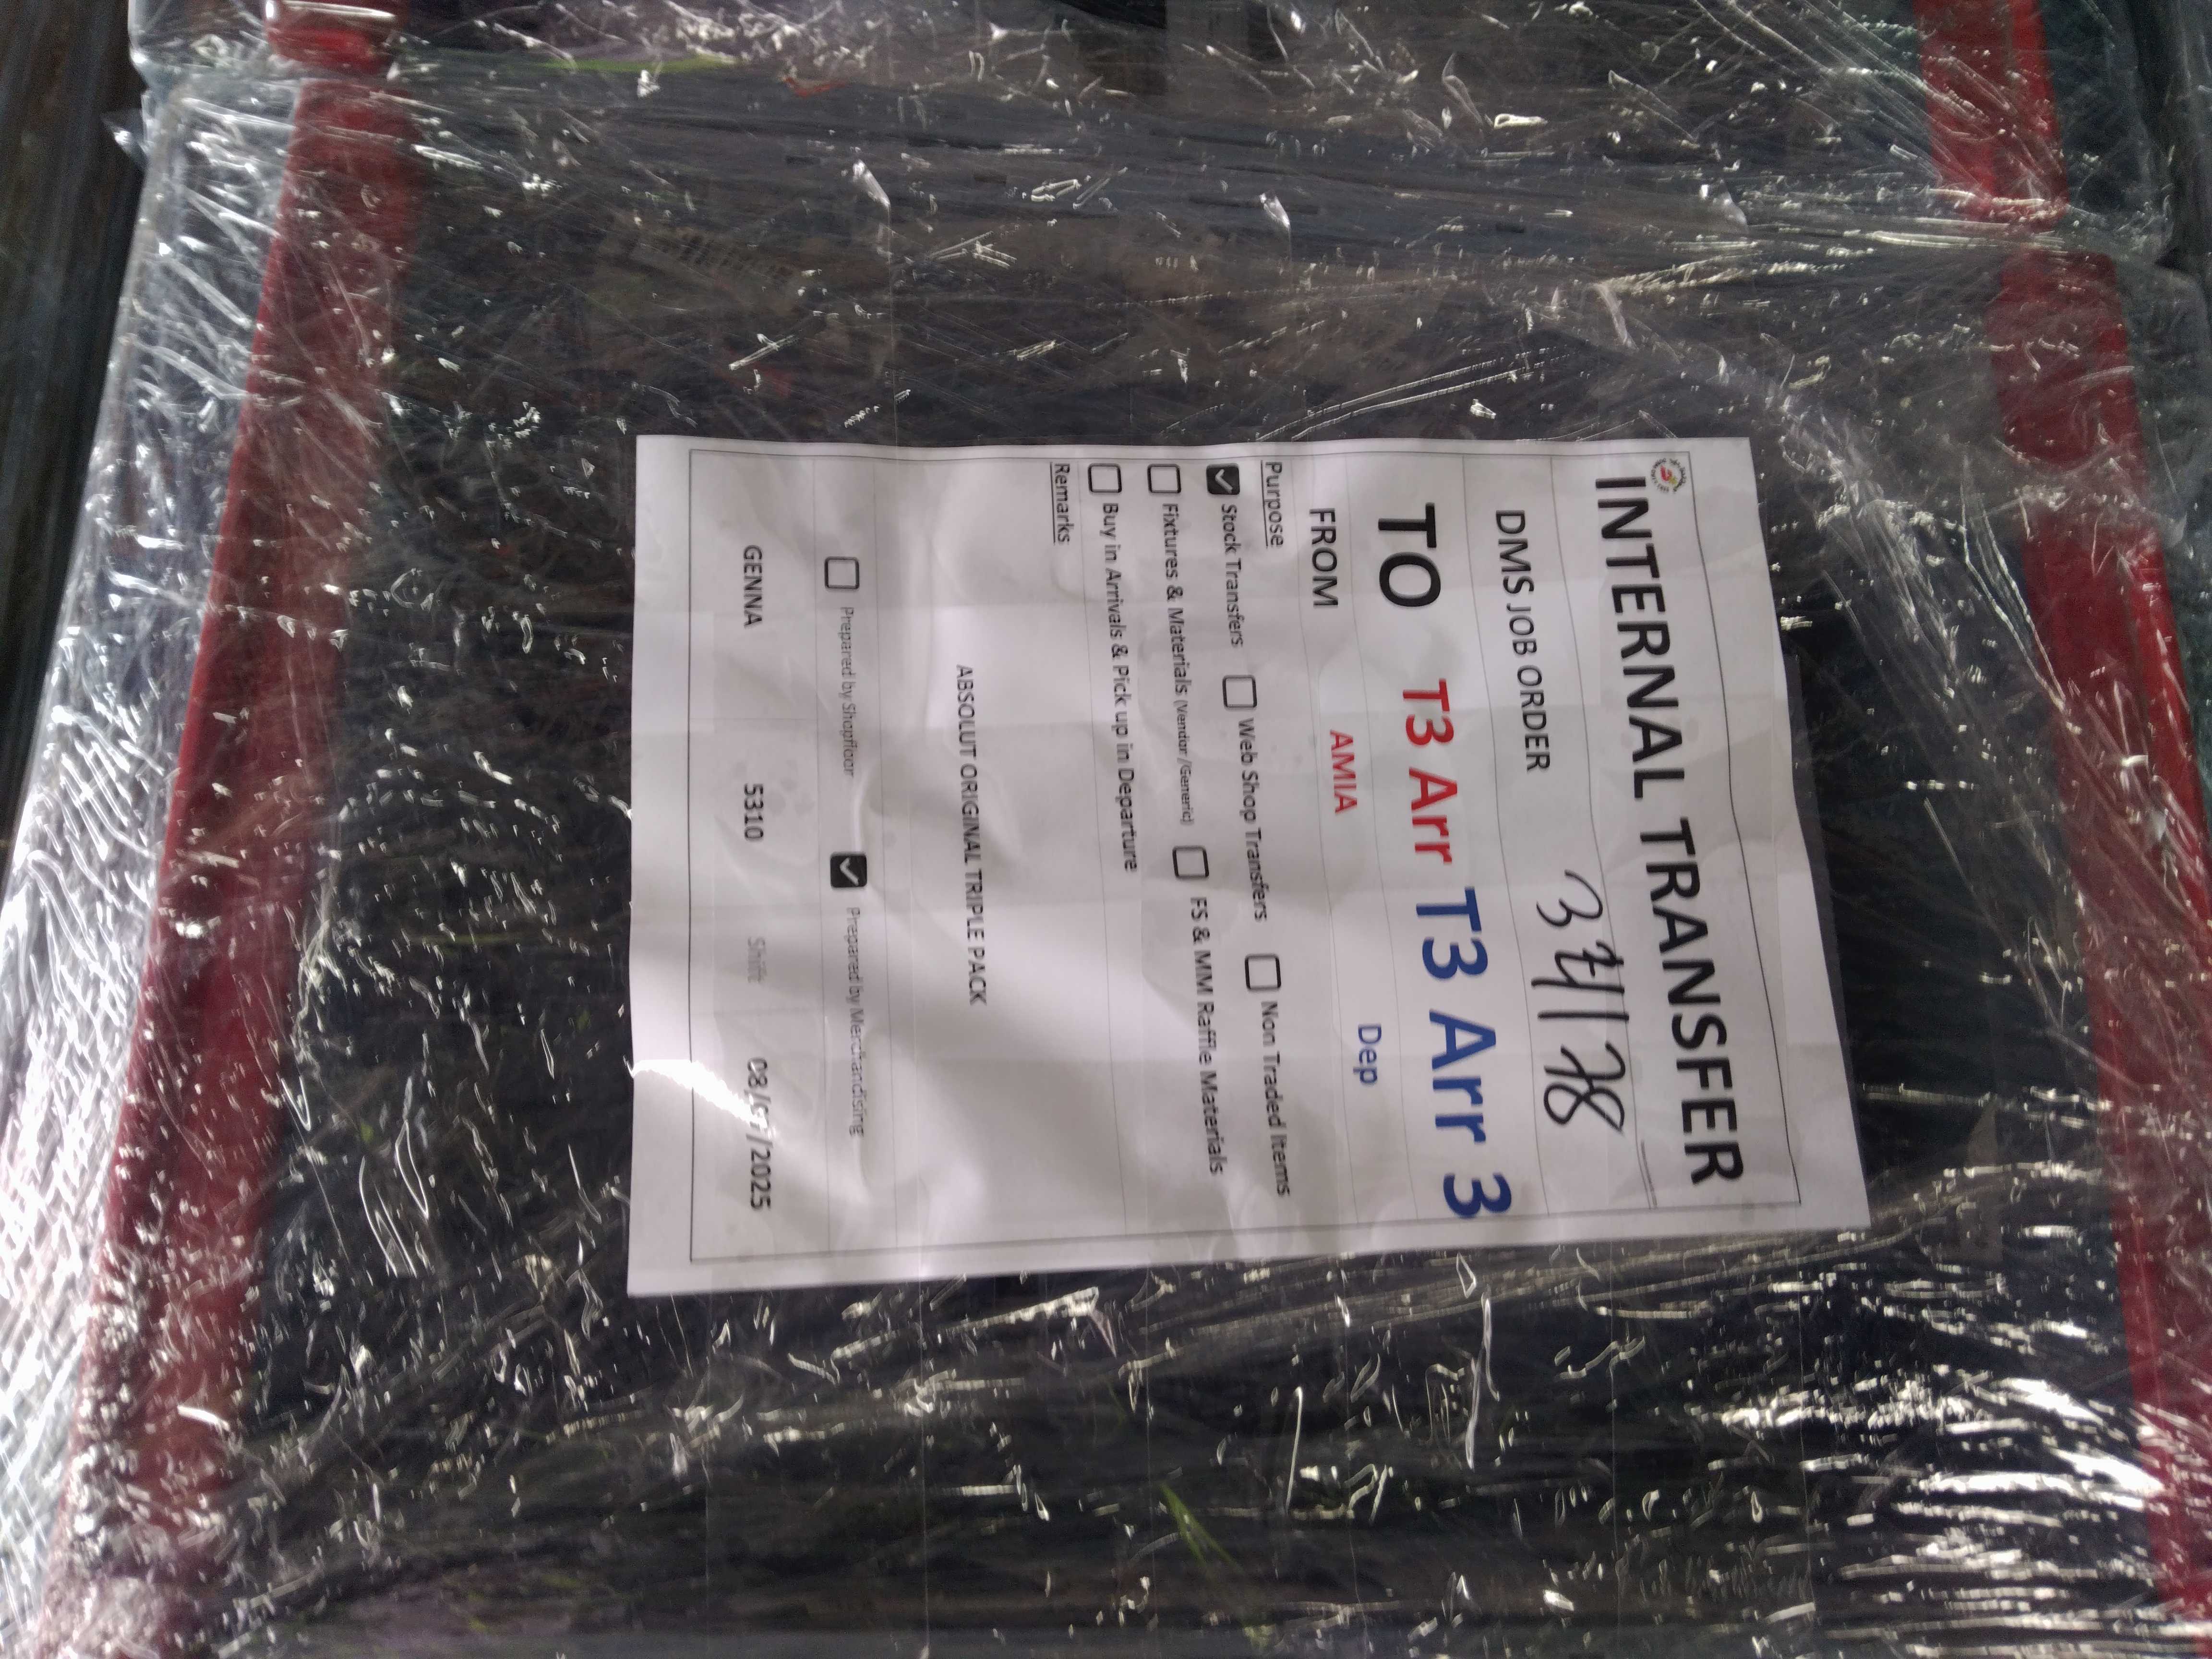 INTERNAL TRANSFER
DMS JOB ORDER
TO T3 Arr T3 Arr 3
FROM AMIA Dep
Purpose
Stock Transfers Web Shop Transfers Non Traded Items
Fixtures & Materials (Vendor /Generic) FS & MM Raffle Materials
Buy in Arrivals & Pick up in Departure
Remarks
ABSOLUT ORIGINAL TRIPLE PACK
Prepared by Shopfloor Prepared by Merchandising
GENNA 5310 Shift